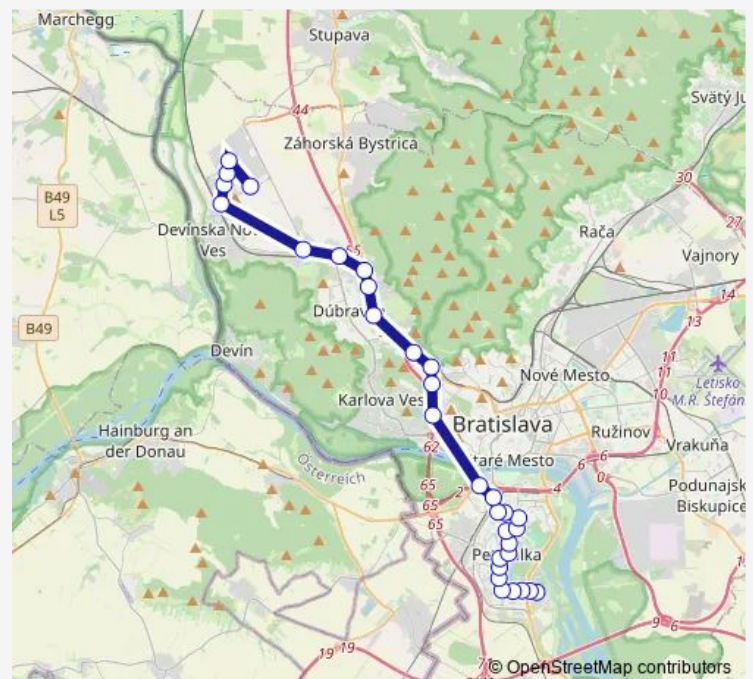 Marchegg
Stupava
Svätý Ju
44
Záhorská Bystrica
30
B49
L5
27
Devínska No
Ves
55
Rača
Vajnory
14
B49
Dúbrav
13
Devín
11
11
Nové Mesto
10
Letisko
M.R. Štefán
Karlova Ves
Hainburg an
der Donau
Bratislava
Ružinov
62
6
Vrakuňa
Österreich
Staré Mesto
6
0
65
2
4
Podunajsk
Biskupice
65
65
Pe
alka
9
6
19
19
© OpenStreetMap contributors